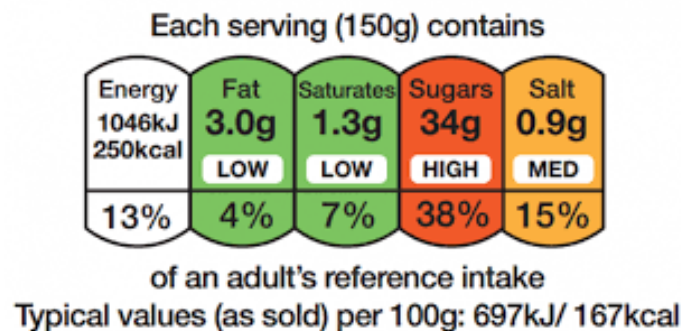 Each serving (150g) contains
Energy Fat Saturates Sugars Salt
1046kJ 3.0g 1.3g 34g 0.9g
250kcal
LOW LOW HIGH MED
13% 4% 7% 38% 15%
of an adult's reference intake
Typical values (as sold) per 100g: 697kJ/ 167kcal